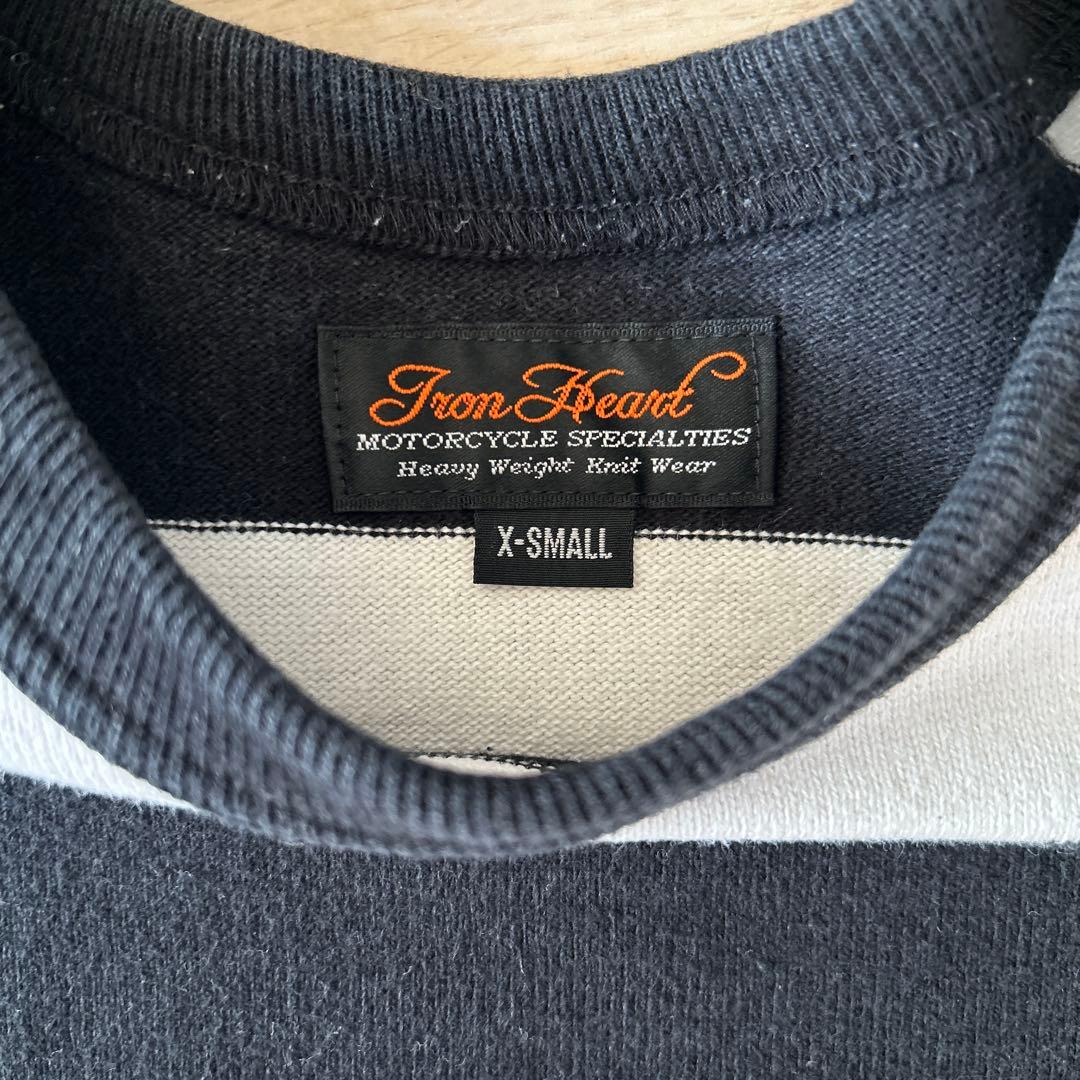 Iron Heart
MOTORCYCLE SPECIALTIES
Heavy Weight Knit Wear
X-SMALL